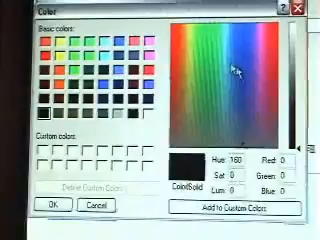 Color
Basic colors:
Custom colors:
Define Custom Colors
OK
Cancel
Hue: 160
Red: 0
Sat: 0
Green: 0
Color|Solid
Lum: 0
Blue: 0
Add to Custom Colors